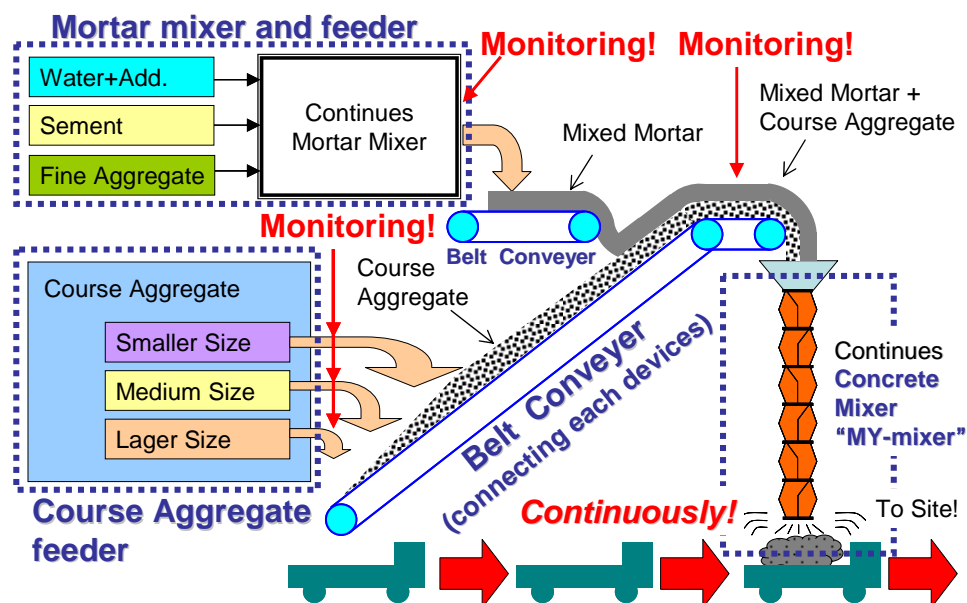 Mortar mixer and feeder
Monitoring!
Monitoring!
Water+Add.
Sement
Fine Aggregate
Continues
Mortar Mixer
Mixed Mortar
Mixed Mortar +
Course Aggregate
Monitoring!
Belt Conveyer
Course
Aggregate
Course Aggregate
Smaller Size
Medium Size
Lager Size
Belt Conveyer
(connecting each devices)
Continues
Concrete
Mixer
“MY-mixer”
Course Aggregate
feeder
Continuously!
To Site!